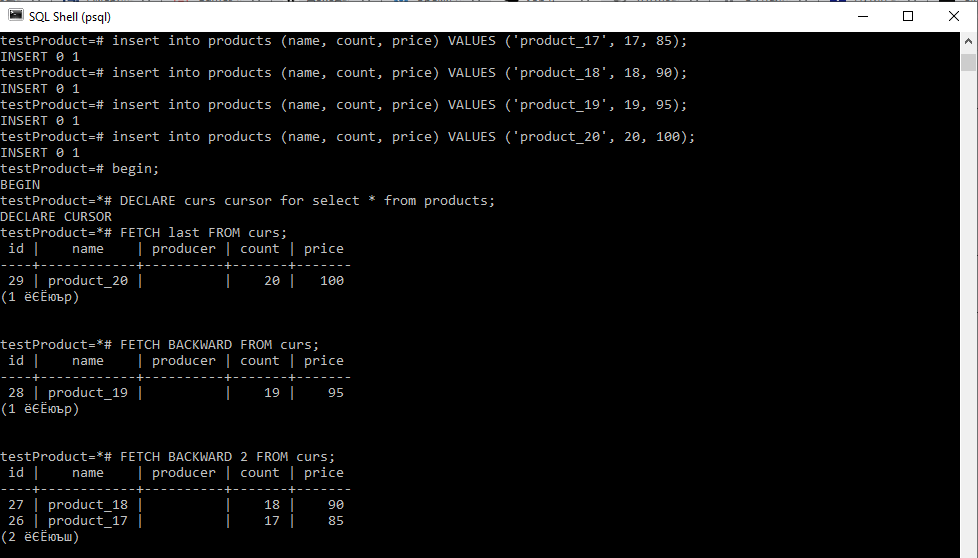 SQL Shell (psql)
testProduct=# insert into products (name, count, price) VALUES ('product_17', 17, 85);
INSERT 0 1
testProduct=# insert into products (name, count, price) VALUES ('product_18', 18, 90);
INSERT 0 1
testProduct=# insert into products (name, count, price) VALUES ('product_19', 19, 95);
INSERT 0 1
testProduct=# insert into products (name, count, price) VALUES ('product_20', 20, 100);
INSERT 0 1
testProduct=# begin;
BEGIN
testProduct=*# DECLARE curs cursor for select * from products;
DECLARE CURSOR
testProduct=*# FETCH last FROM curs;
 id |    name    | producer | count | price
----+------------+----------+-------+-------
 29 | product_20 |          |    20 |   100
(1 ёЄЁюър)
testProduct=*# FETCH BACKWARD FROM curs;
 id |    name    | producer | count | price
----+------------+----------+-------+-------
 28 | product_19 |          |    19 |    95
(1 ёЄЁюър)
testProduct=*# FETCH BACKWARD 2 FROM curs;
 id |    name    | producer | count | price
----+------------+----------+-------+-------
 27 | product_18 |          |    18 |    90
 26 | product_17 |          |    17 |    85
(2 ёЄЁюъш)